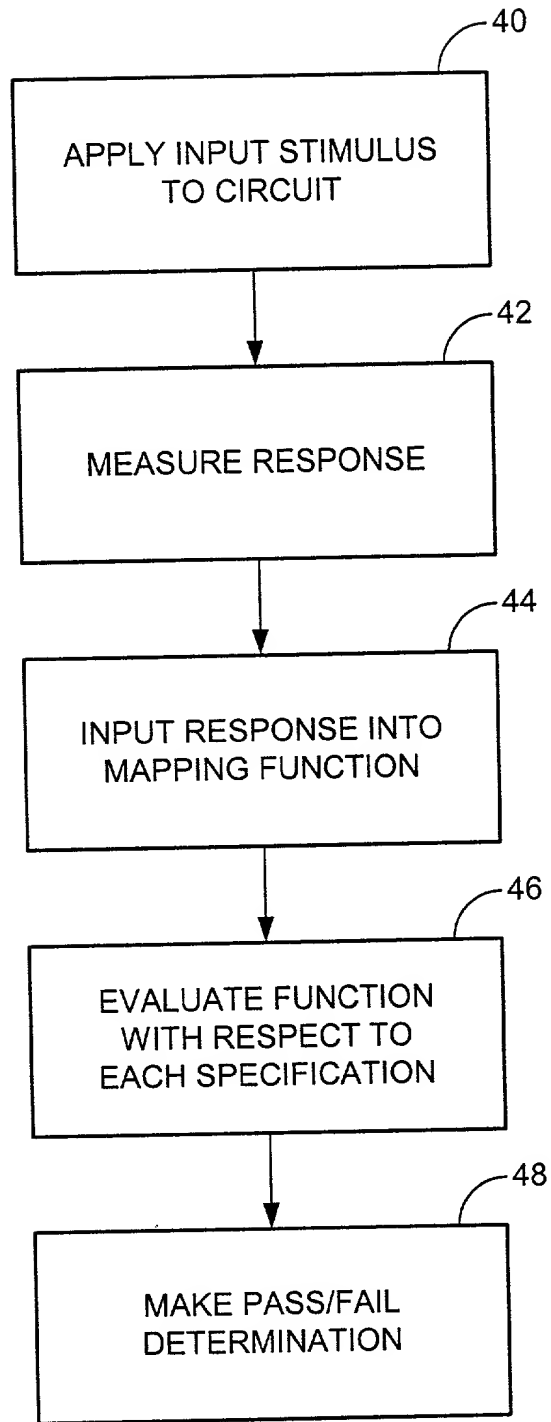 40
APPLY INPUT STIMULUS
TO CIRCUIT
42
MEASURE RESPONSE
44
INPUT RESPONSE INTO
MAPPING FUNCTION
46
EVALUATE FUNCTION
WITH RESPECT TO
EACH SPECIFICATION
48
MAKE PASS/FAIL
DETERMINATION